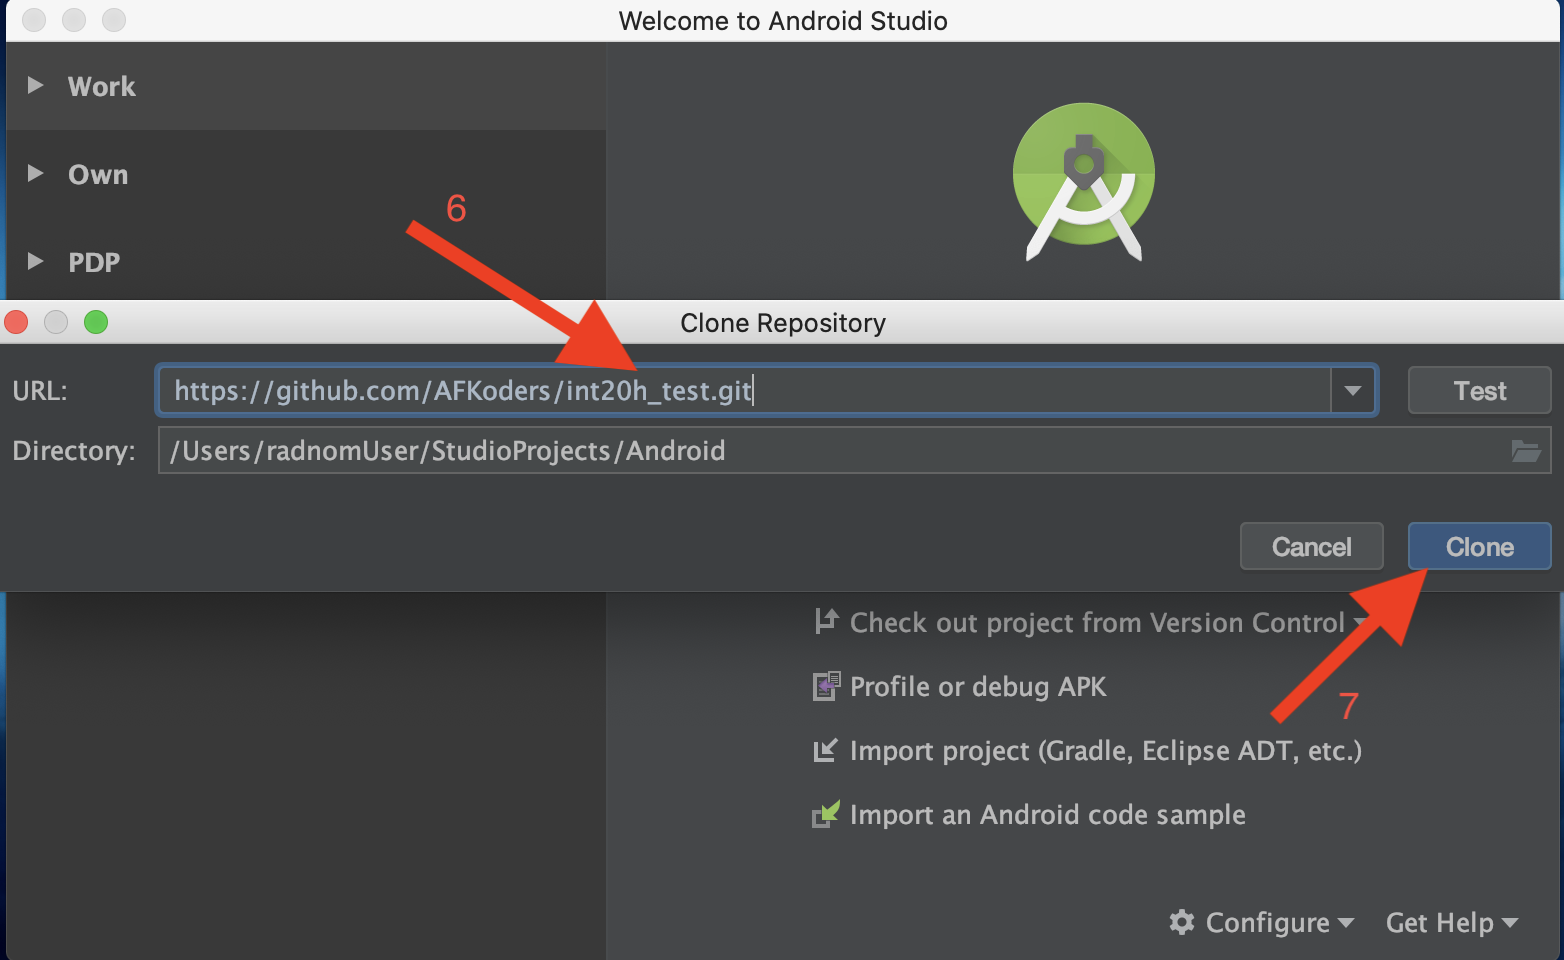 Welcome to Android Studio
Work
Own
6
PDP
Clone Repository
URL:
https://github.com/AFKoders/int20h_test.git
Test
Directory:
/Users/radnomUser/StudioProjects/Android
Cancel
Clone
Check out project from Version Control
Profile or debug APK
7
Import project (Gradle, Eclipse ADT, etc.)
Import an Android code sample
Configure
Get Help